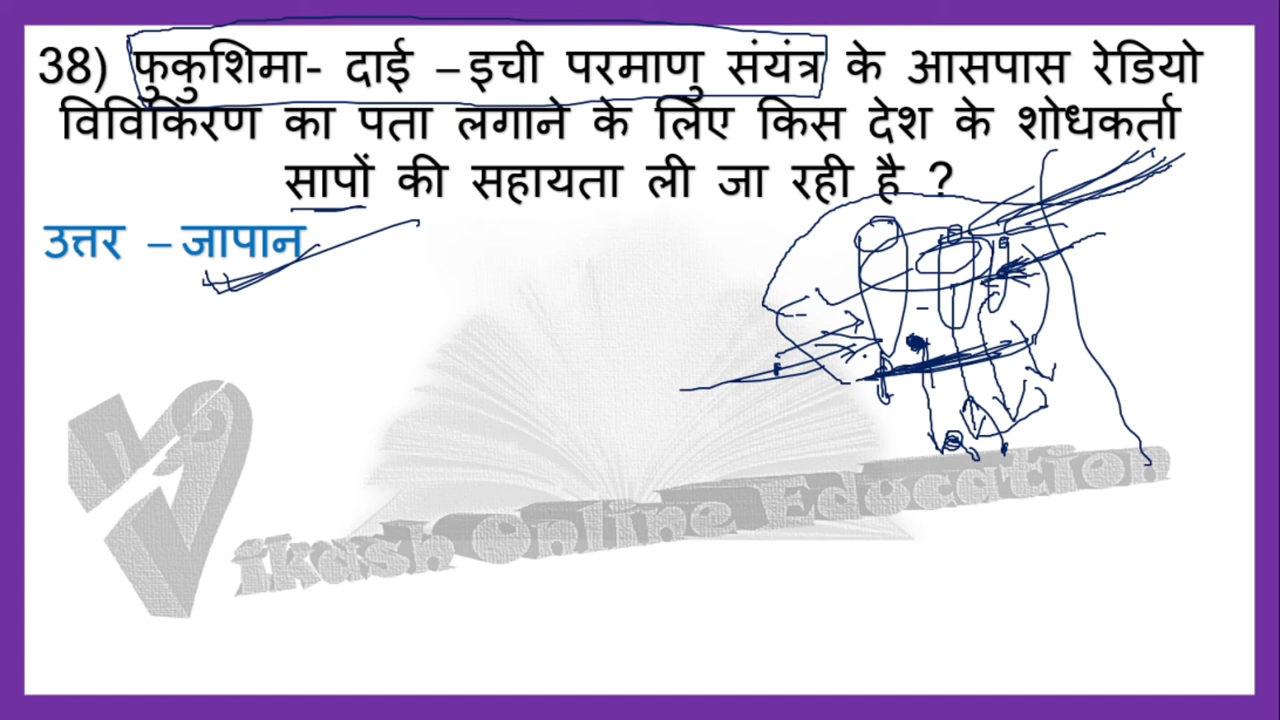 38) फुकुशिमा- दाई –इची परमाणु संयंत्र के आसपास रेडियो
विविकिरण का पता लगाने के लिए किस देश के शोधकर्ता
सापों की सहायता ली जा रही है ?
उत्तर –जापान
Vikash Online Education